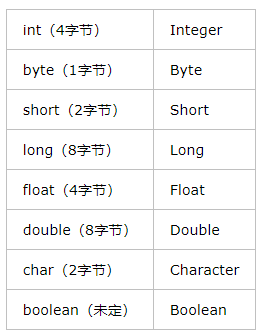 int（4字节） Integer
byte（1字节） Byte
short（2字节） Short
long（8字节） Long
float（4字节） Float
double（8字节） Double
char（2字节） Character
boolean（未定） Boolean